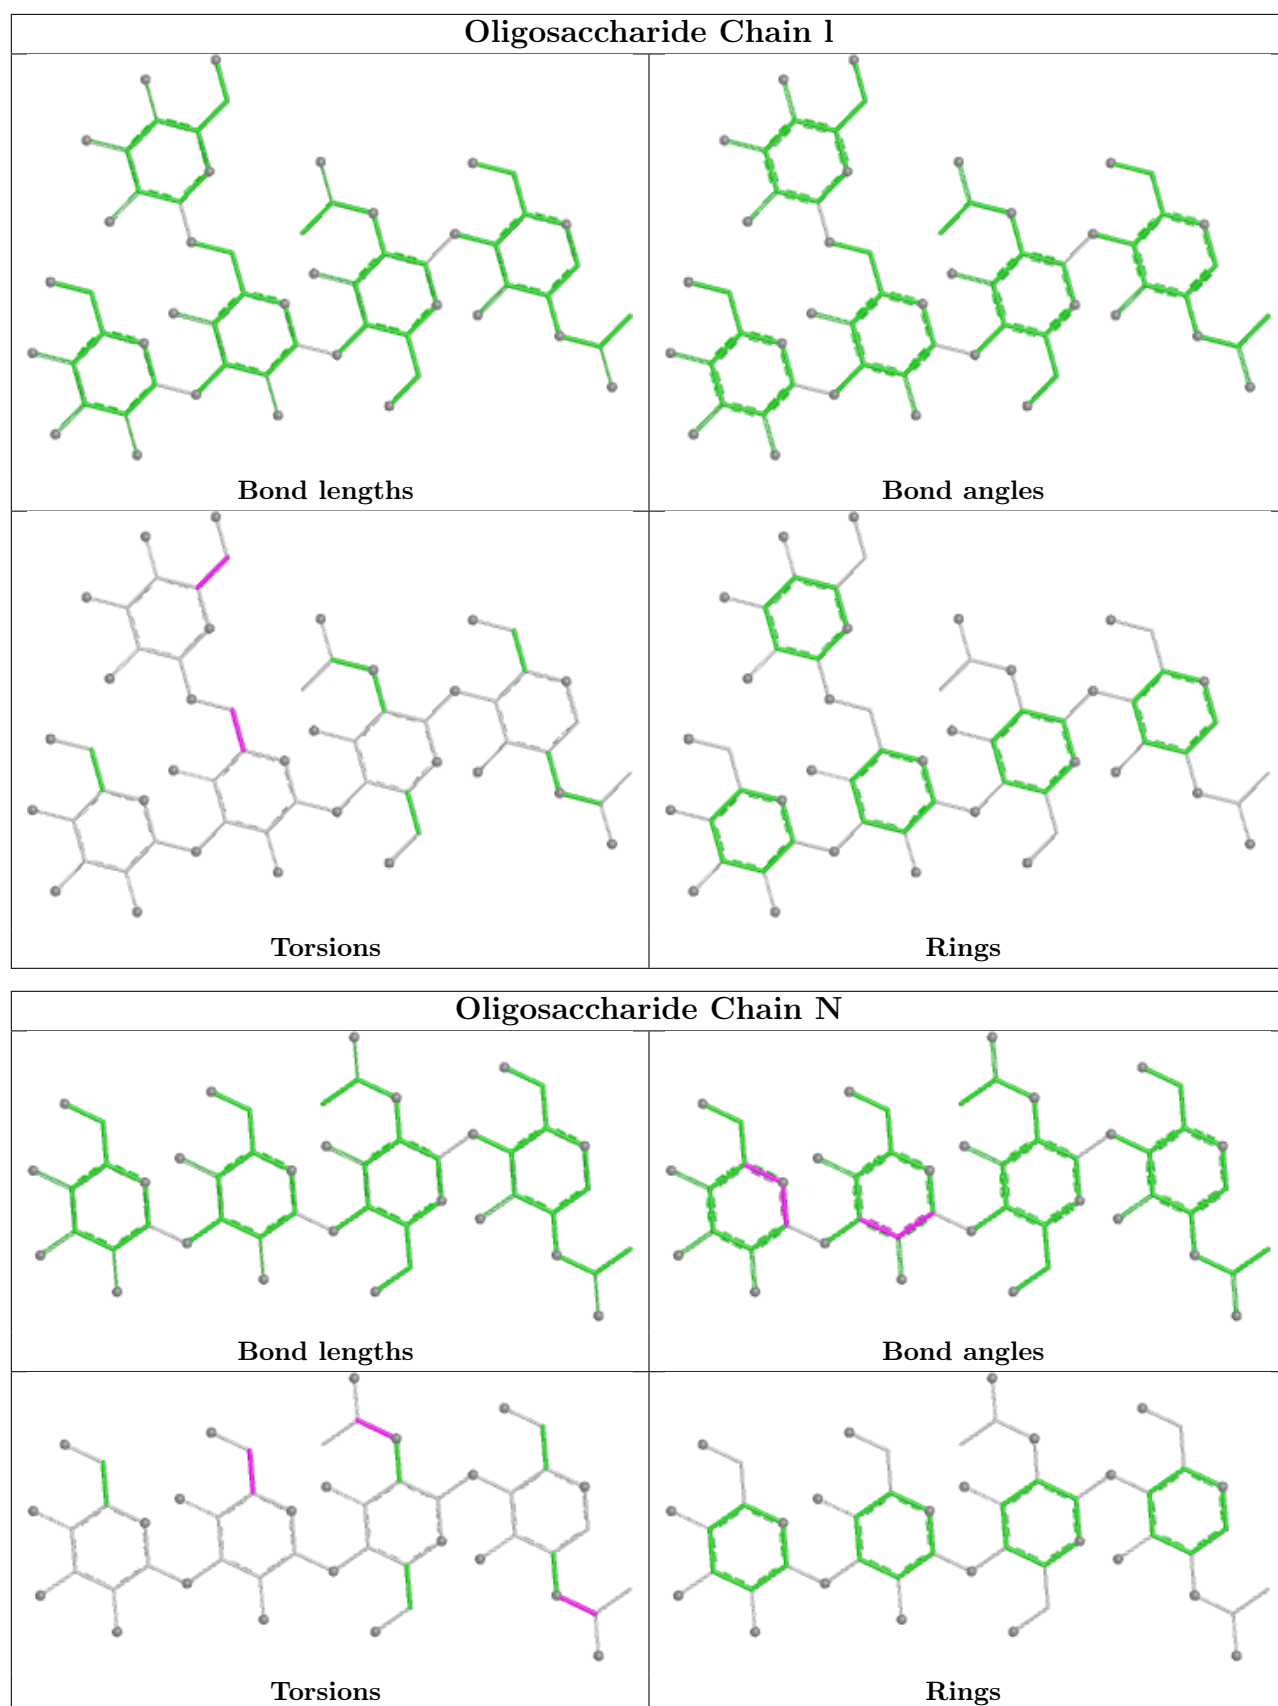 Oligosaccharide Chain l
Bond lengths
Bond angles
Torsions
Rings
Oligosaccharide Chain N
Bond lengths
Bond angles
Torsions
Rings